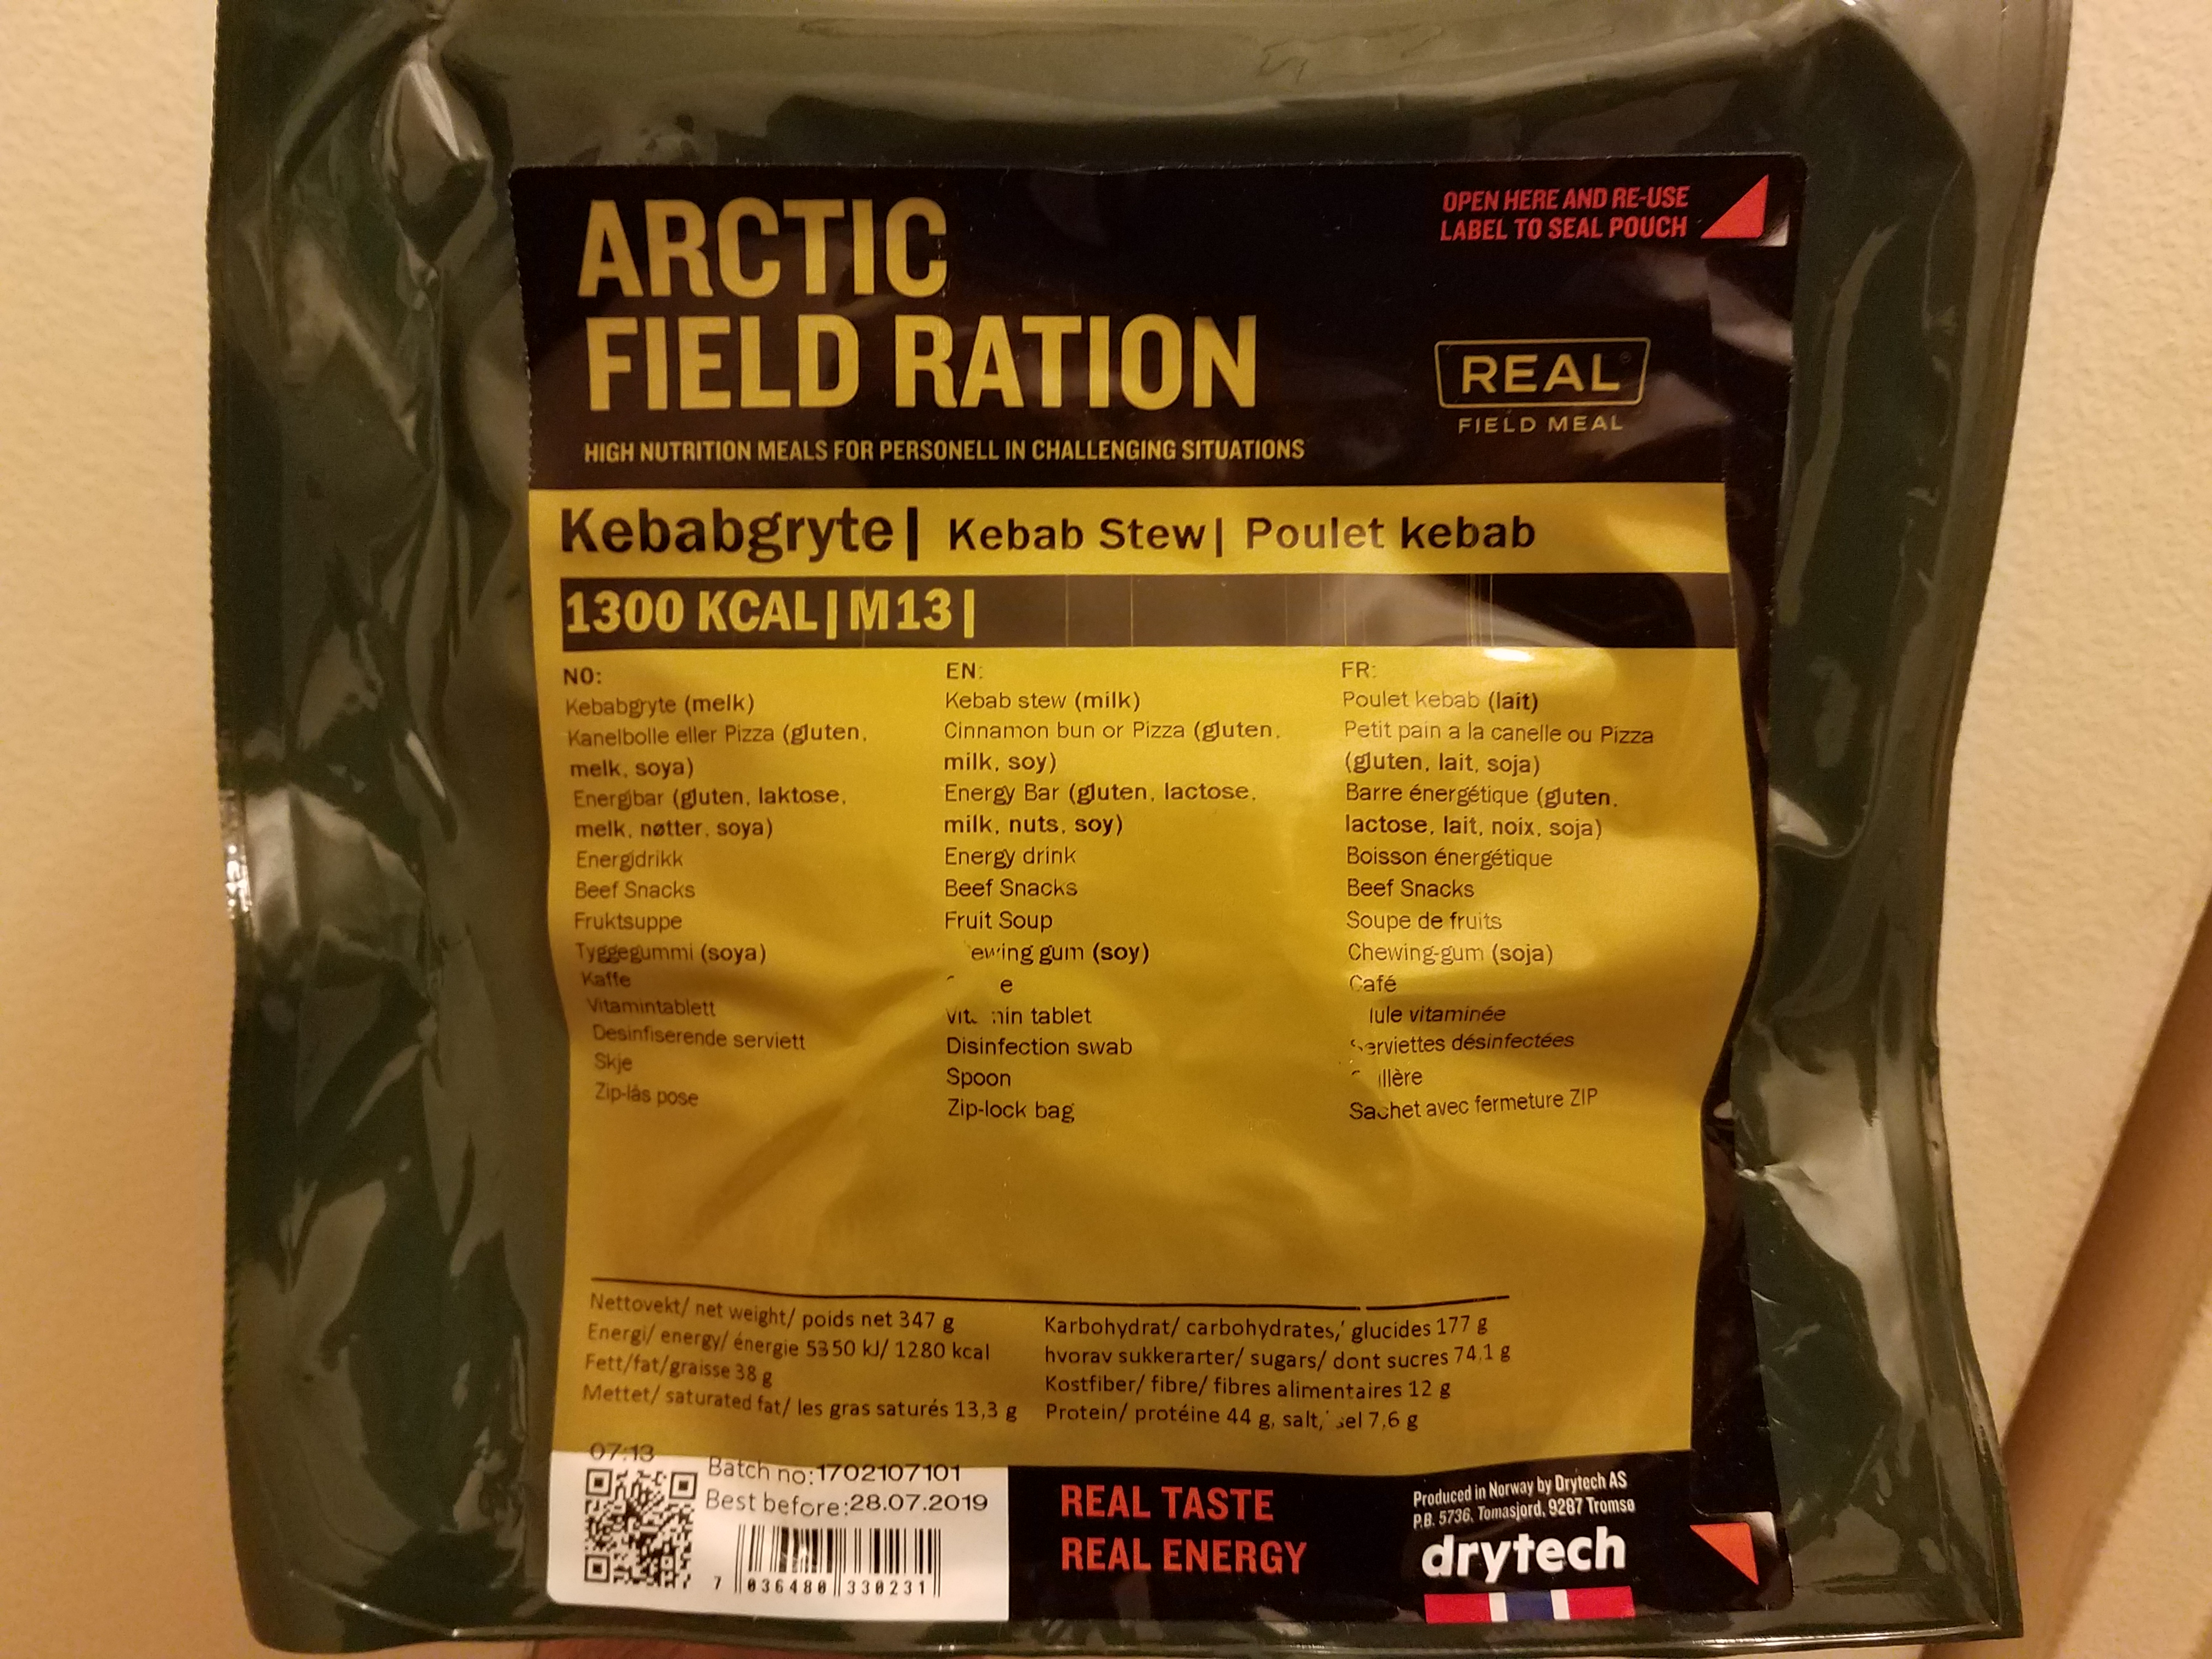 ARCTIC
FIELD RATION
HIGH NUTRITION MEALS FOR PERSONELL IN CHALLENGING SITUATIONS
OPEN HERE AND RE-USE
LABEL TO SEAL POUCH
REAL®
FIELD MEAL
Kebabgryte| Kebab Stew| Poulet kebab
1300 KCAL|M13|
NO:
Kebabgryte (melk)
Kanelbolle eller Pizza (gluten,
melk, soya)
Energibar (gluten, laktose,
melk, nøtter, soya)
Energidrikk
Beef Snacks
Fruktsuppe
Tyggegummi (soya)
Kaffe
Vitamintablett
Desinfiserende serviett
Skje
Zip-lås pose
EN:
Kebab stew (milk)
Cinnamon bun or Pizza (gluten,
milk, soy)
Energy Bar (gluten, lactose,
milk, nuts, soy)
Energy drink
Beef Snacks
Fruit Soup
gum (soy)
tablet
Disinfection swab
Spoon
Zip-lock bag
FR:
Poulet kebab (lait)
Petit pain a la canelle ou Pizza
(gluten, lait, soja)
Barre énergétique (gluten,
lactose, lait, noix, soja)
Boisson énergétique
Beef Snacks
Soupe de fruits
Chewing-gum (soja)
Café
vitaminée
désinfectées
Sachet avec fermeture ZIP
Nettovekt/ net weight/ poids net 347 g
Energi/ energy/ énergie 5350 kJ/ 1280 kcal
Fett/fat/graisse 38 g
Mettet/ saturated fat/ les gras saturés 13,3 g
Karbohydrat/ carbohydrates/ glucides 177 g
hvorav sukkerarter/ sugars/ dont sucres 74,1 g
Kostfiber/ fibre/ fibres alimentaires 12 g
Protein/ protéine 44 g, salt/ sel 7,6 g
07:13
Batch no:1702107101
Best before:28.07.2019
7 036480 330231
REAL TASTE
REAL ENERGY
Produced in Norway by Drytech AS
P.B. 5736, Tomasjord, 9287 Tromsø
drytech